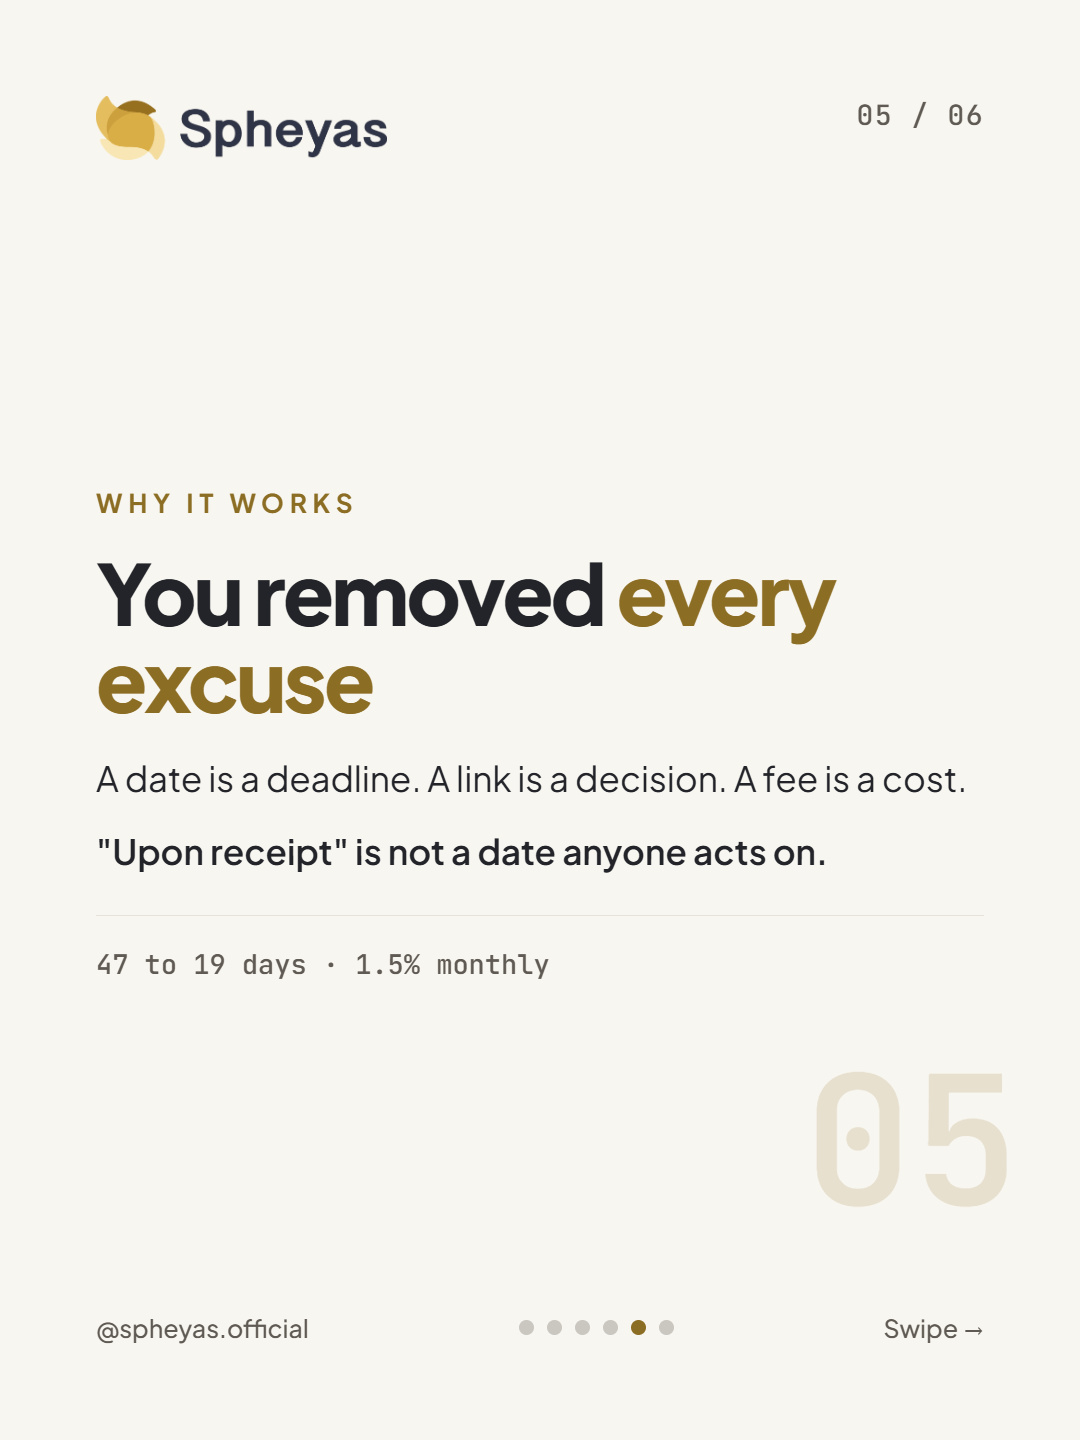 Spheyas
05 / 06
WHY IT WORKS
You removed every
excuse
A date is a deadline. A link is a decision. A fee is a cost.
"Upon receipt" is not a date anyone acts on.
47 to 19 days · 1.5% monthly
05
@spheyas.official
Swipe →